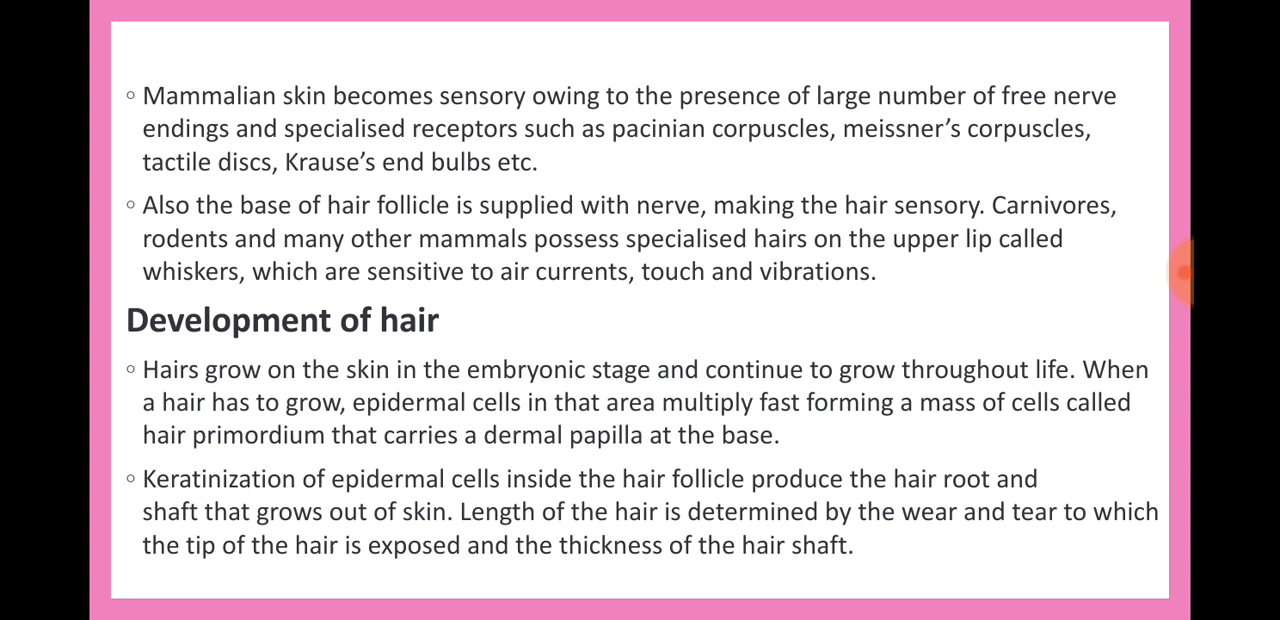 ◦ Mammalian skin becomes sensory owing to the presence of large number of free nerve
endings and specialised receptors such as pacinian corpuscles, meissner’s corpuscles,
tactile discs, Krause’s end bulbs etc.
◦ Also the base of hair follicle is supplied with nerve, making the hair sensory. Carnivores,
rodents and many other mammals possess specialised hairs on the upper lip called
whiskers, which are sensitive to air currents, touch and vibrations.
Development of hair
◦ Hairs grow on the skin in the embryonic stage and continue to grow throughout life. When
a hair has to grow, epidermal cells in that area multiply fast forming a mass of cells called
hair primordium that carries a dermal papilla at the base.
◦ Keratinization of epidermal cells inside the hair follicle produce the hair root and
shaft that grows out of skin. Length of the hair is determined by the wear and tear to which
the tip of the hair is exposed and the thickness of the hair shaft.